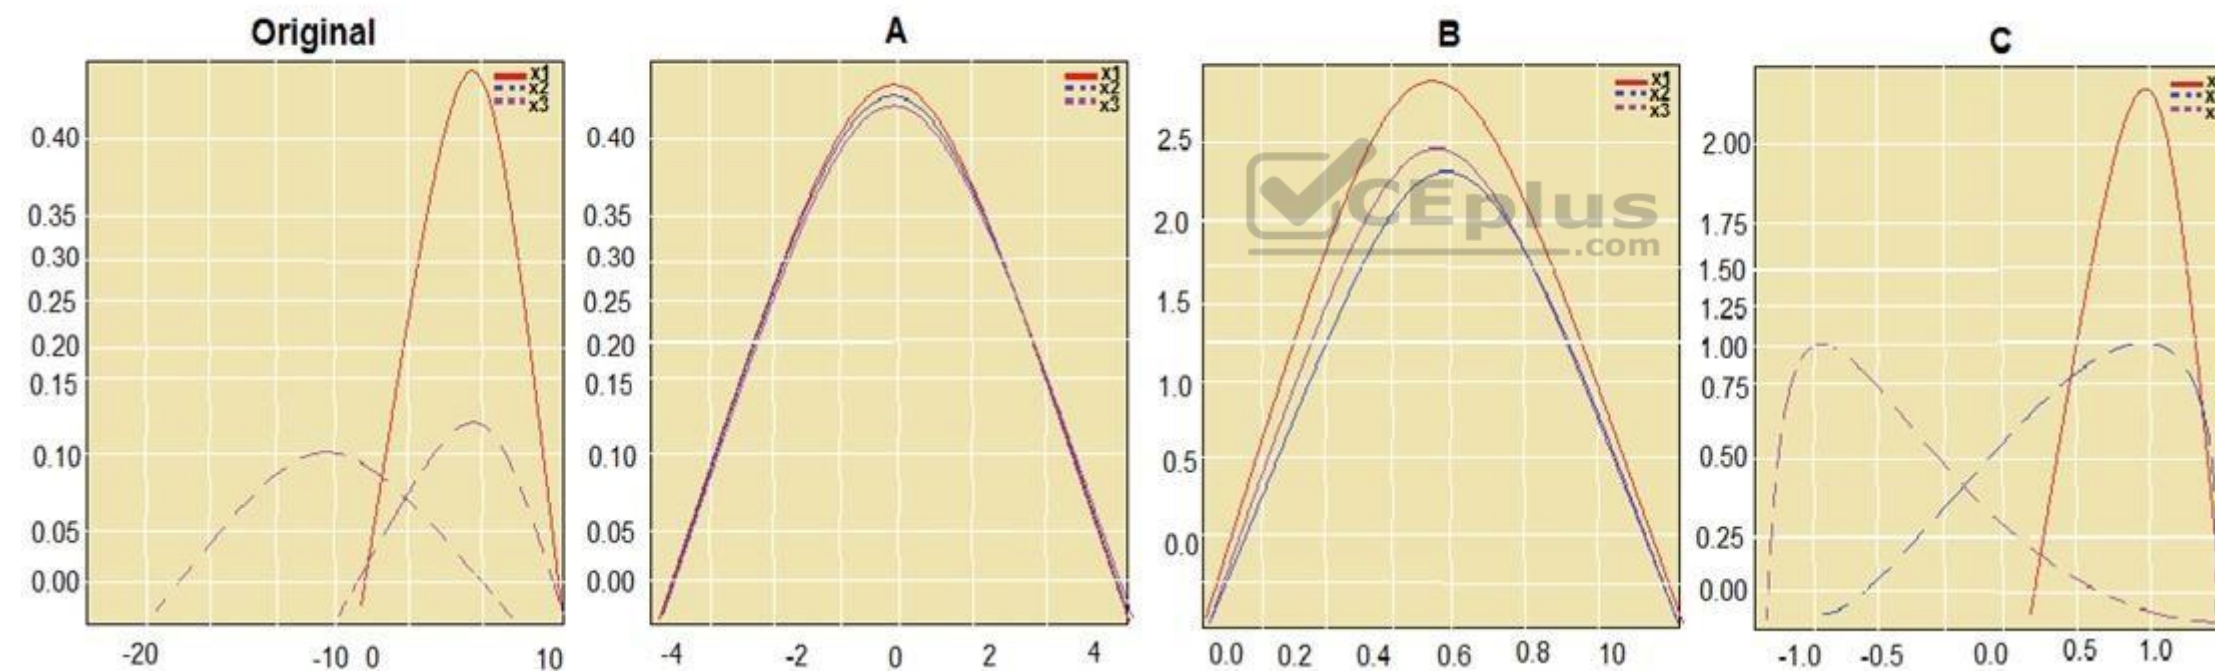 Original
x1
x2
x3
0.40
0.35
0.30
0.25
0.20
0.15
0.10
0.05
0.00
-20 -10 0 10
A
x1
x2
x3
0.40
0.35
0.30
0.25
0.20
0.15
0.10
0.05
0.00
-4 -2 0 2 4
B
x1
x2
x3
2.5
2.0
1.5
1.0
0.5
0.0
0.0 0.2 0.4 0.6 0.8 10
CEplus
.com
C
x
x
x
2.00
1.75
1.50
1.25
1.00
0.75
0.50
0.25
0.00
-1.0 -0.5 0.0 0.5 1.0